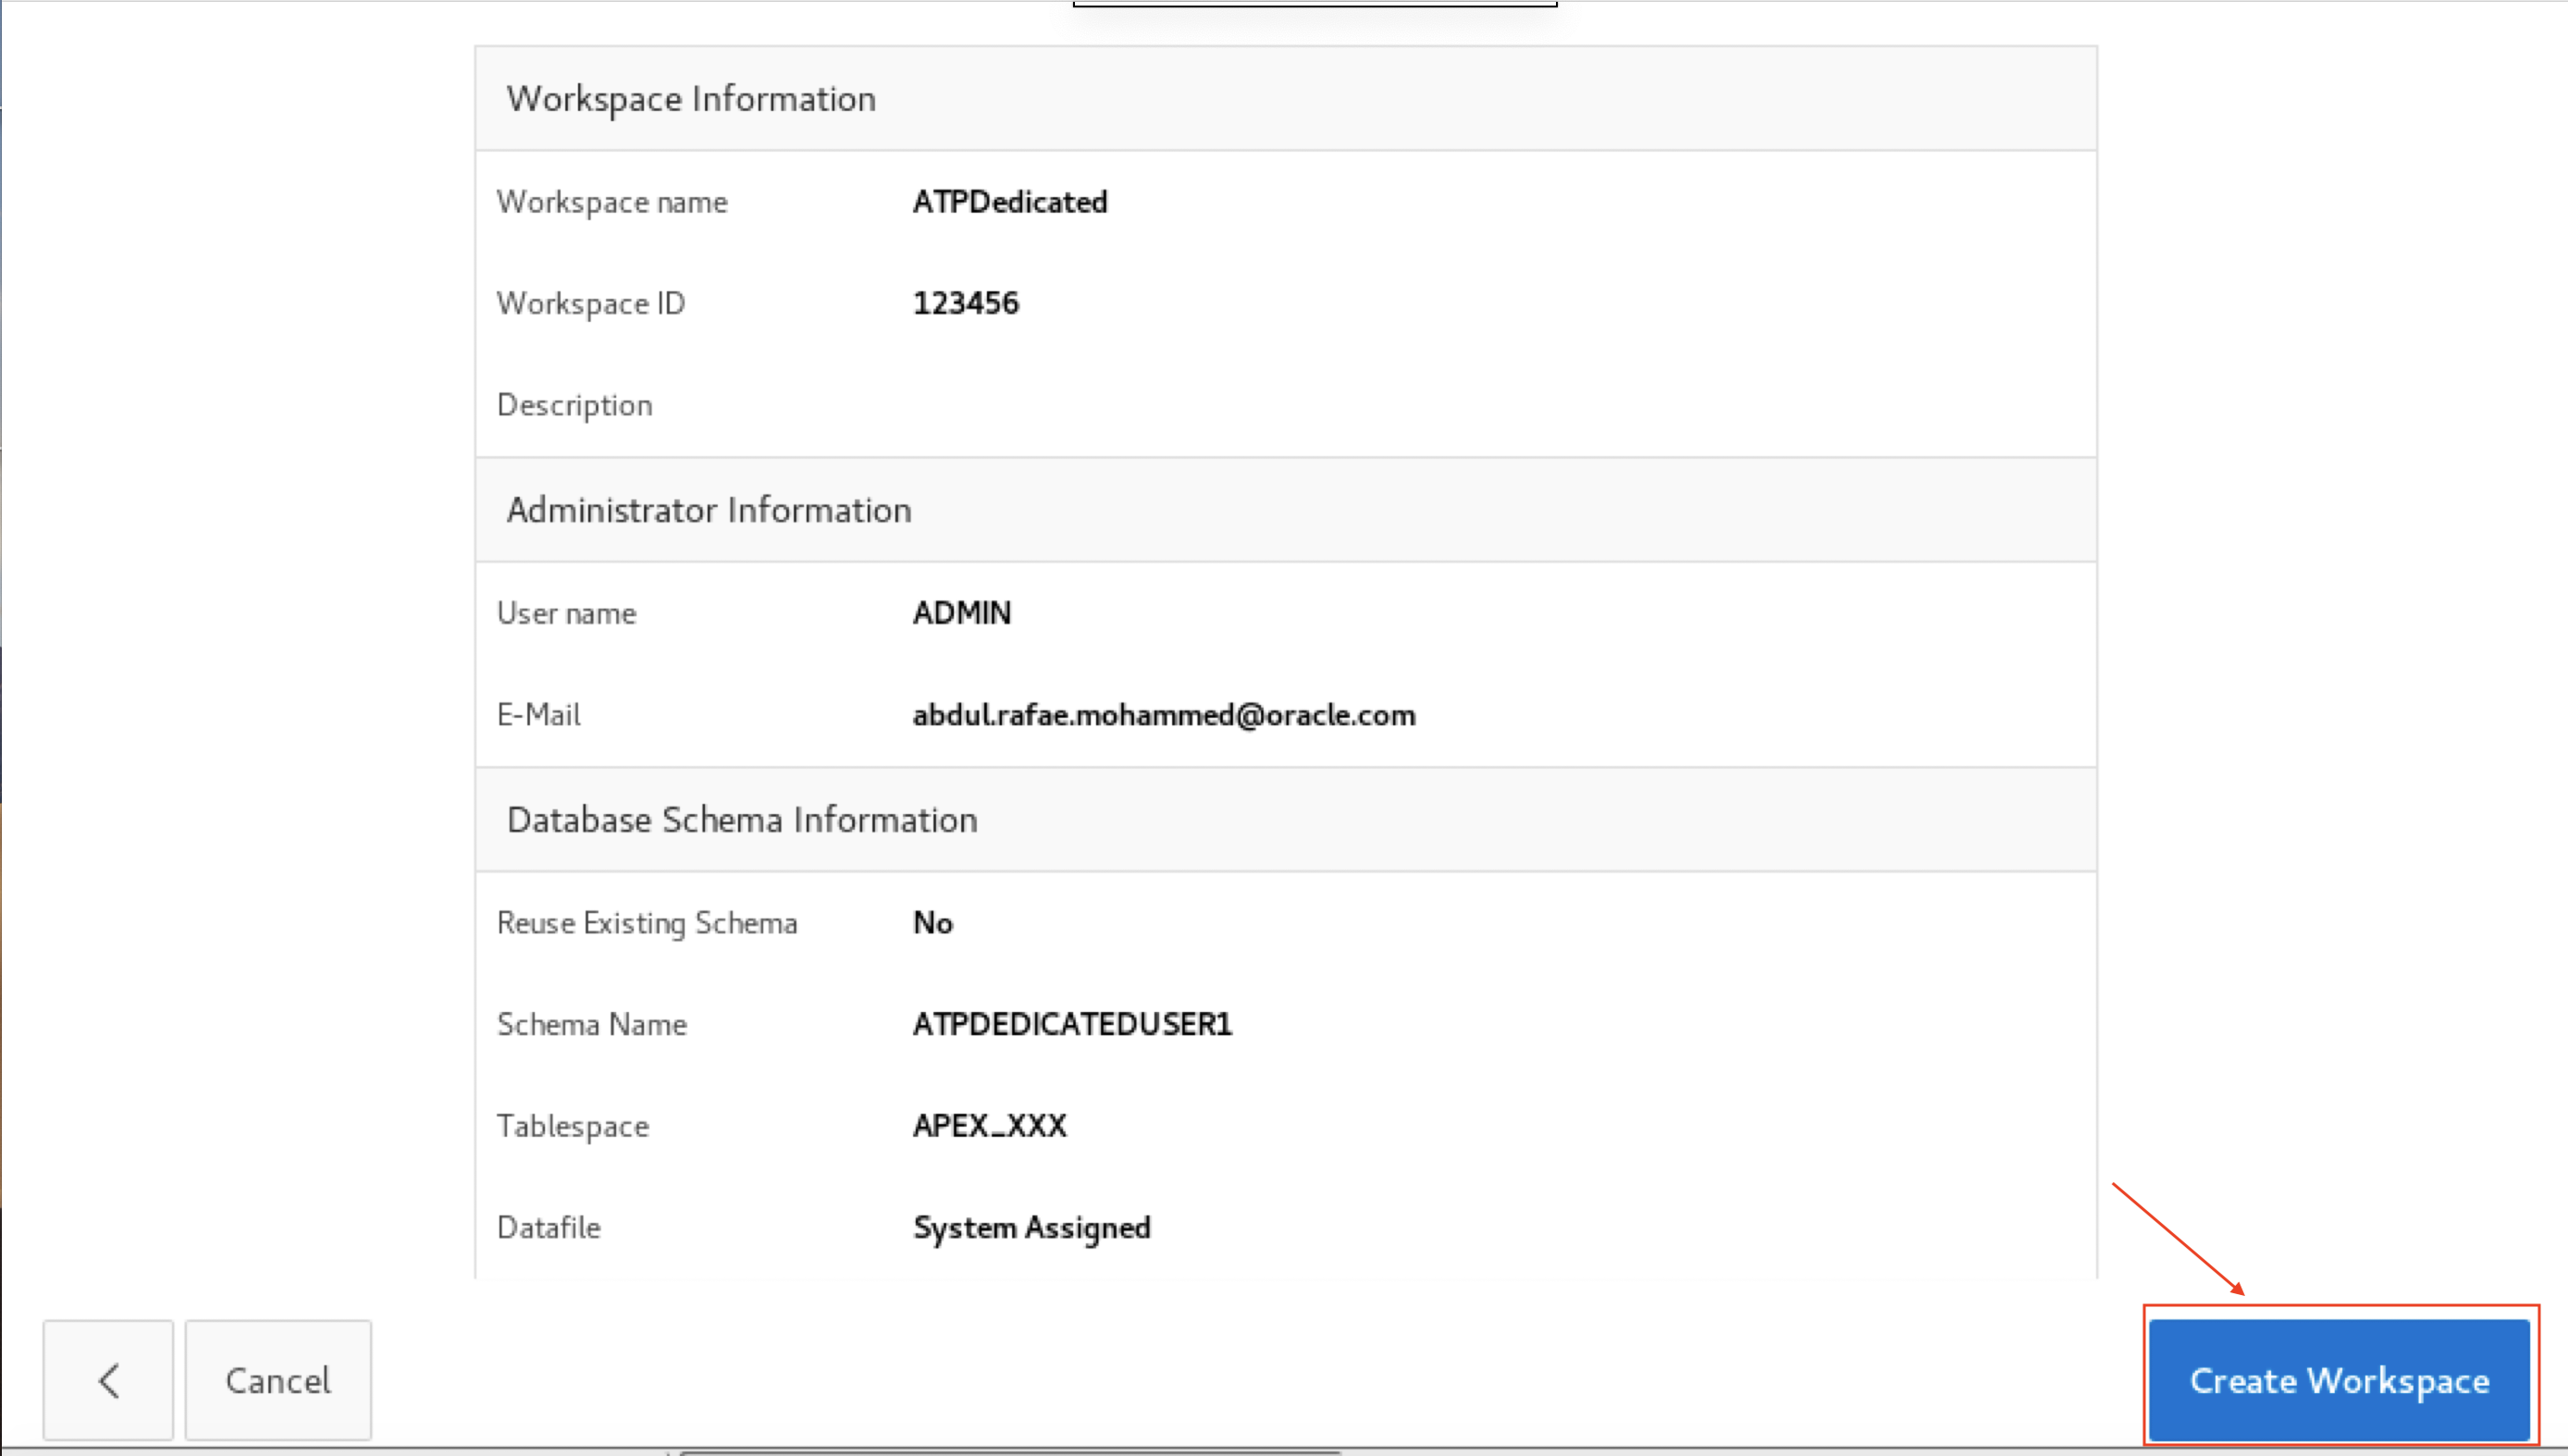 Workspace Information
Workspace name ATPDedicated
Workspace ID 123456
Description
Administrator Information
User name ADMIN
E-Mail abdul.rafae.mohammed@oracle.com
Database Schema Information
Reuse Existing Schema No
Schema Name ATPDEDICATEDUSER1
Tablespace APEX_XXX
Datafile System Assigned
Cancel Create Workspace